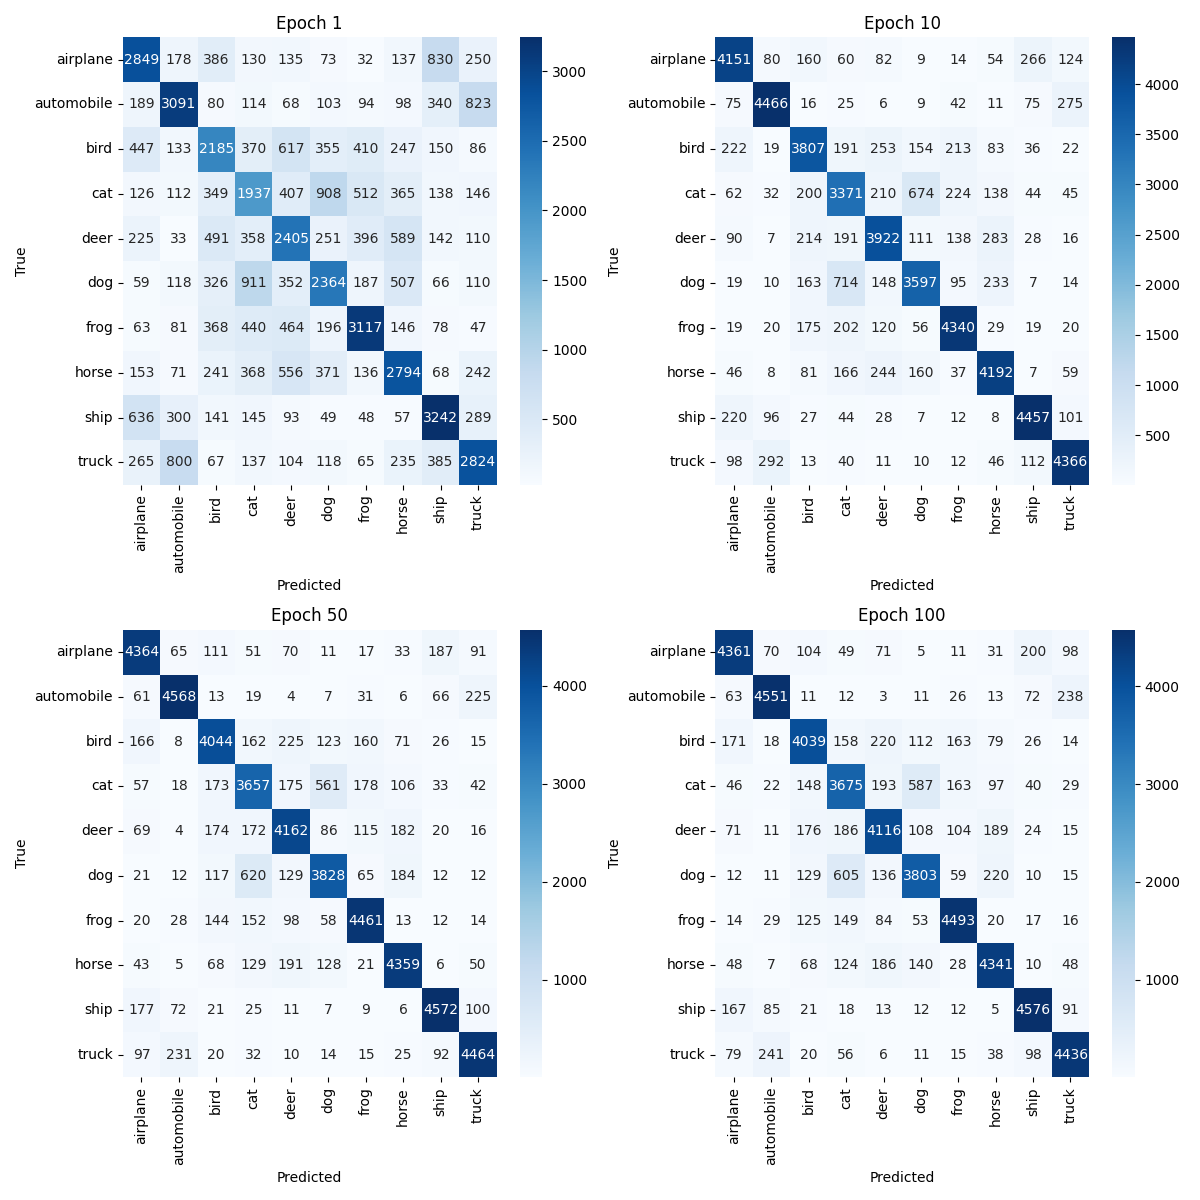 Epoch 1
airplane 2849 178 386 130 135 73 32 137 830 250
automobile 189 3091 80 114 68 103 94 98 340 823
bird 447 133 2185 370 617 355 410 247 150 86
cat 126 112 349 1937 407 908 512 365 138 146
deer 225 33 491 358 2405 251 396 589 142 110
dog 59 118 326 911 352 2364 187 507 66 110
frog 63 81 368 440 464 196 3117 146 78 47
horse 153 71 241 368 556 371 136 2794 68 242
ship 636 300 141 145 93 49 48 57 3242 289
truck 265 800 67 137 104 118 65 235 385 2824
airplane automobile bird cat deer dog frog horse ship truck
Predicted
True
3000
2500
2000
1500
1000
500
Epoch 10
airplane 4151 80 160 60 82 9 14 54 266 124
automobile 75 4466 16 25 6 9 42 11 75 275
bird 222 19 3807 191 253 154 213 83 36 22
cat 62 32 200 3371 210 674 224 138 44 45
deer 90 7 214 191 3922 111 138 283 28 16
dog 19 10 163 714 148 3597 95 233 7 14
frog 19 20 175 202 120 56 4340 29 19 20
horse 46 8 81 166 244 160 37 4192 7 59
ship 220 96 27 44 28 7 12 8 4457 101
truck 98 292 13 40 11 10 12 46 112 4366
airplane automobile bird cat deer dog frog horse ship truck
Predicted
True
4000
3500
3000
2500
2000
1500
1000
500
Epoch 50
airplane 4364 65 111 51 70 11 17 33 187 91
automobile 61 4568 13 19 4 7 31 6 66 225
bird 166 8 4044 162 225 123 160 71 26 15
cat 57 18 173 3657 175 561 178 106 33 42
deer 69 4 174 172 4162 86 115 182 20 16
dog 21 12 117 620 129 3828 65 184 12 12
frog 20 28 144 152 98 58 4461 13 12 14
horse 43 5 68 129 191 128 21 4359 6 50
ship 177 72 21 25 11 7 9 6 4572 100
truck 97 231 20 32 10 14 15 25 92 4464
airplane automobile bird cat deer dog frog horse ship truck
Predicted
True
4000
3000
2000
1000
Epoch 100
airplane 4361 70 104 49 71 5 11 31 200 98
automobile 63 4551 11 12 3 11 26 13 72 238
bird 171 18 4039 158 220 112 163 79 26 14
cat 46 22 148 3675 193 587 163 97 40 29
deer 71 11 176 186 4116 108 104 189 24 15
dog 12 11 129 605 136 3803 59 220 10 15
frog 14 29 125 149 84 53 4493 20 17 16
horse 48 7 68 124 186 140 28 4341 10 48
ship 167 85 21 18 13 12 12 5 4576 91
truck 79 241 20 56 6 11 15 38 98 4436
airplane automobile bird cat deer dog frog horse ship truck
Predicted
True
4000
3000
2000
1000